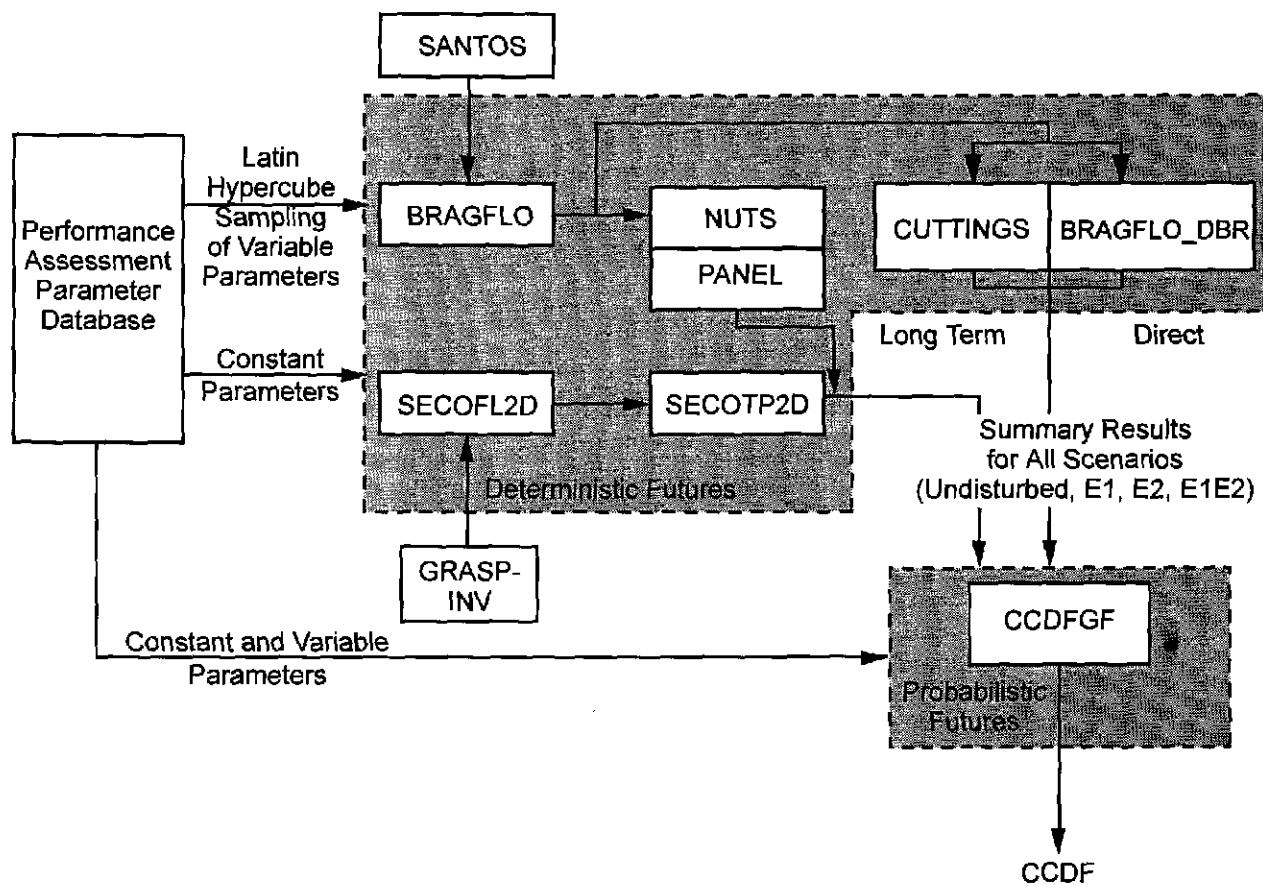 SANTOS
Performance
Assessment
Parameter
Database
Latin
Hypercube
Sampling
of Variable
Parameters
Constant
Parameters
BRAGFLO
NUTS
PANEL
CUTTINGS
BRAGFLO_DBR
Long Term
Direct
SECOFL2D
SECOTP2D
Deterministic Futures
Summary Results
for All Scenarios
(Undisturbed, E1, E2, E1E2)
GRASP-
INV
Constant and Variable
Parameters
CCDFGF
Probabilistic
Futures
CCDF